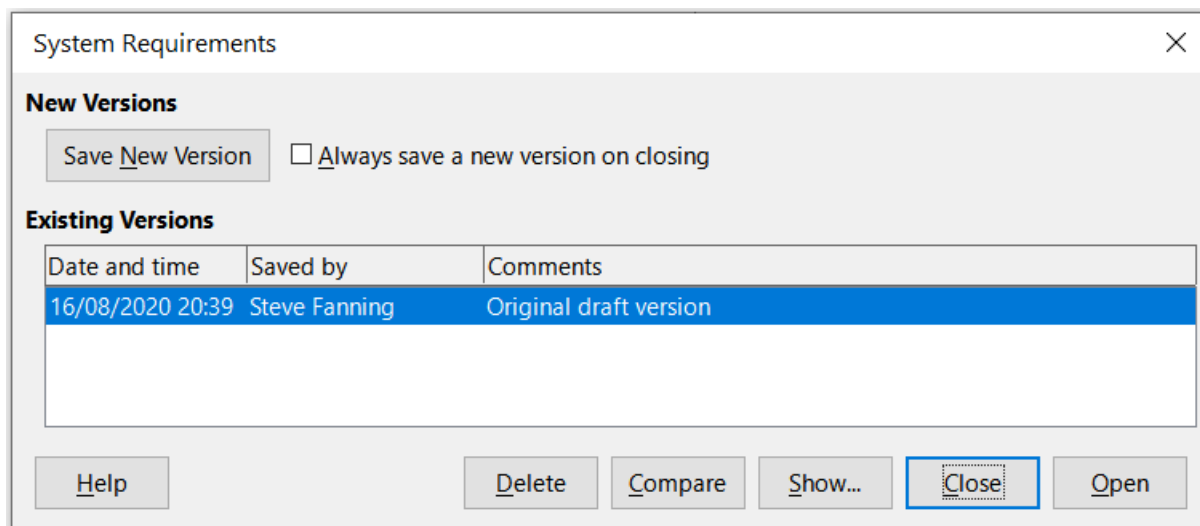 System Requirements
New Versions
Save New Version Always save a new version on closing
Existing Versions
Date and time Saved by Comments
16/08/2020 20:39 Steve Fanning Original draft version
Help Delete Compare Show... Close Open